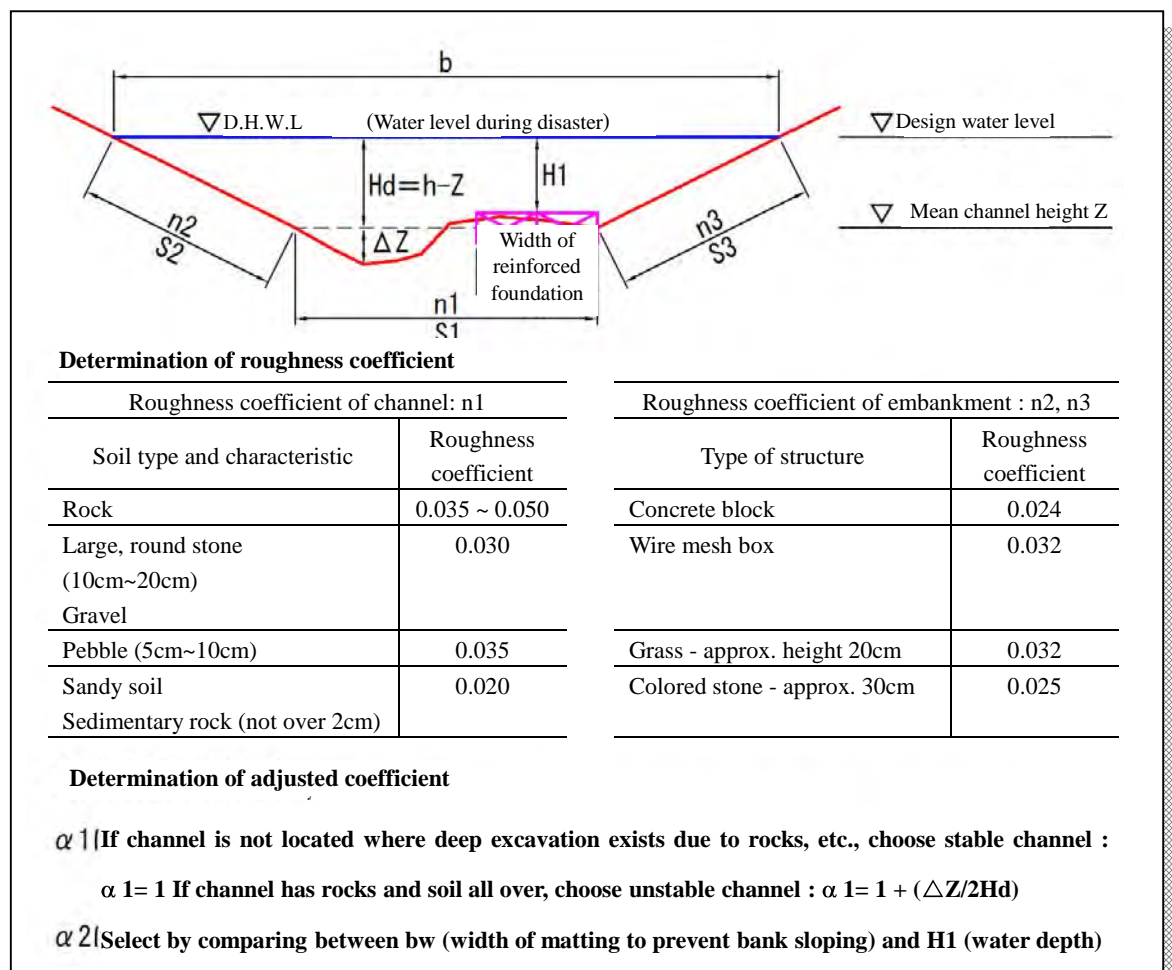 b
▽D.H.W.L (Water level during disaster) ▽Design water level
Hd=h-Z H1
▽ Mean channel height Z
n2
S2
ΔZ
Width of
reinforced
foundation
n3
S3
n1
S1
Determination of roughness coefficient
Roughness coefficient of channel: n1
Soil type and characteristic Roughness coefficient
Rock 0.035 ~ 0.050
Large, round stone 0.030
(10cm~20cm)
Gravel
Pebble (5cm~10cm) 0.035
Sandy soil 0.020
Sedimentary rock (not over 2cm)
Roughness coefficient of embankment : n2, n3
Type of structure Roughness coefficient
Concrete block 0.024
Wire mesh box 0.032
Grass - approx. height 20cm 0.032
Colored stone - approx. 30cm 0.025
Determination of adjusted coefficient
α1(If channel is not located where deep excavation exists due to rocks, etc., choose stable channel :
α 1= 1 If channel has rocks and soil all over, choose unstable channel : α 1= 1 + (△Z/2Hd)
α2(Select by comparing between bw (width of matting to prevent bank sloping) and H1 (water depth)